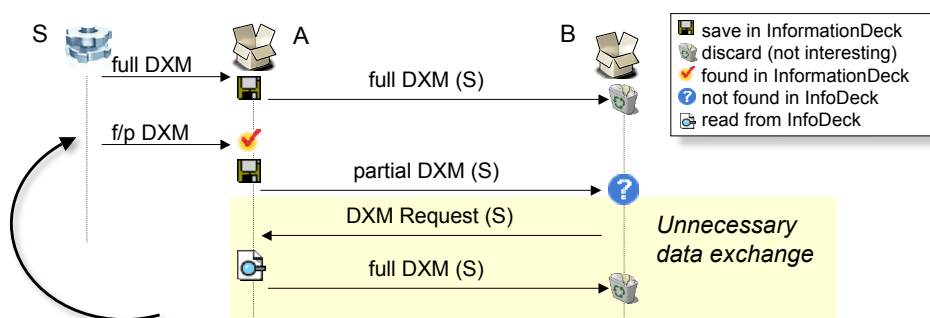 S
A
B
full DXM
full DXM (S)
f/p DXM
partial DXM (S)
DXM Request (S)
full DXM (S)
Unnecessary
data exchange
save in InformationDeck
discard (not interesting)
found in InformationDeck
? not found in InfoDeck
read from InfoDeck
?